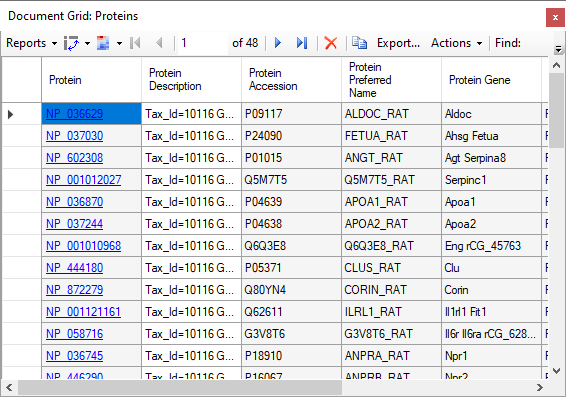 Document Grid: Proteins
Reports 1 of 48 Export... Actions Find:
Protein Protein Description Protein Accession Protein Preferred Name Protein Gene
NP_036629 Tax_Id=10116 G... P09117 ALDOC_RAT Aldoc
NP_037030 Tax_Id=10116 G... P24090 FETUA_RAT Ahsg Fetua
NP_602308 Tax_Id=10116 G... P01015 ANGT_RAT Agt Serpina8
NP_001012027 Tax_Id=10116 G... Q5M7T5 Q5M7T5_RAT Serpinc1
NP_036870 Tax_Id=10116 G... P04639 APOA1_RAT Apoa1
NP_037244 Tax_Id=10116 G... P04638 APOA2_RAT Apoa2
NP_001010968 Tax_Id=10116 G... Q6Q3E8 Q6Q3E8_RAT Eng rCG_45763
NP_444180 Tax_Id=10116 G... P05371 CLUS_RAT Clu
NP_872279 Tax_Id=10116 G... Q80YN4 CORIN_RAT Corin
NP_001121161 Tax_Id=10116 G... Q62611 ILRL1_RAT Il1rl1 Fit1
NP_058716 Tax_Id=10116 G... G3V8T6 G3V8T6_RAT Il6r Il6ra rCG_628...
NP_036745 Tax_Id=10116 G... P18910 ANPRA_RAT Npr1
NP_446290 Tax_Id=10116 G... P16067 ANPRB_RAT Npr2